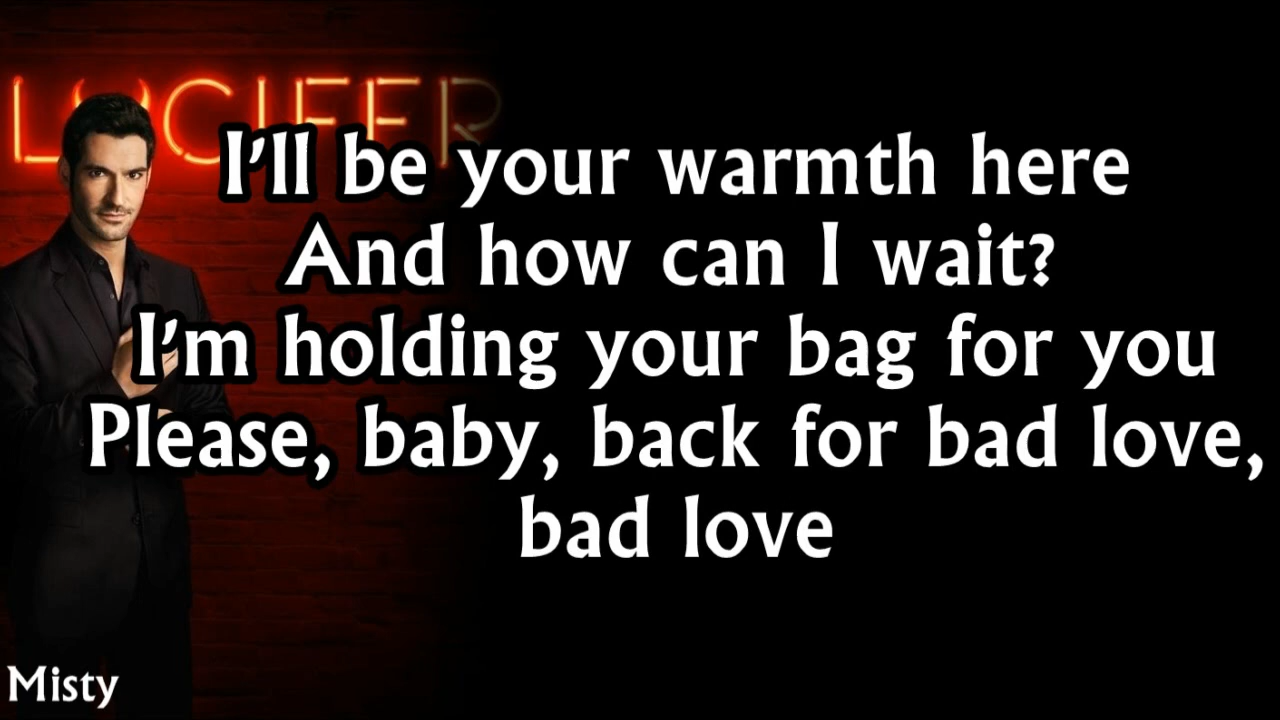 LUCIFER
I'll be your warmth here
And how can I wait?
I'm holding your bag for you
Please, baby, back for bad love,
bad love
Misty